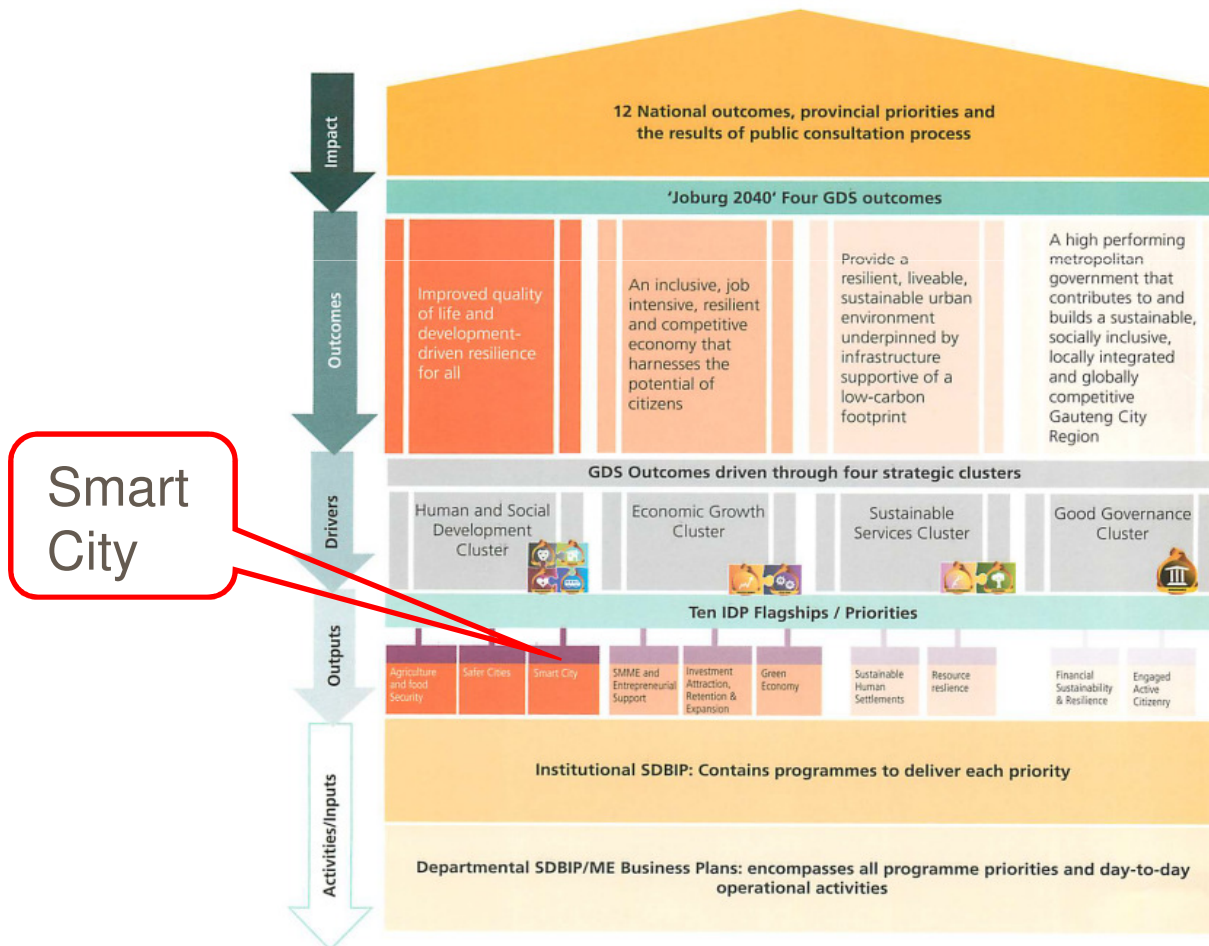 12 National outcomes, provincial priorities and
the results of public consultation process
Impact
'Joburg 2040' Four GDS outcomes
Outcomes
Improved quality
of life and
development-
driven resilience
for all
An inclusive, job
intensive, resilient
and competitive
economy that
harnesses the
potential of
citizens
Provide a
resilient, liveable,
sustainable urban
environment
underpinned by
infrastructure
supportive of a
low-carbon
footprint
A high performing
metropolitan
government that
contributes to and
builds a sustainable,
socially inclusive,
locally integrated
and globally
competitive
Gauteng City
Region
Smart
City
GDS Outcomes driven through four strategic clusters
Drivers
Human and Social
Development
Cluster
Economic Growth
Cluster
Sustainable
Services Cluster
Good Governance
Cluster
Ten IDP Flagships / Priorities
Outputs
Agriculture
and food
Security
Safer Cities
Smart City
SMME and
Entrepreneurial
Support
Investment
Attraction,
Retention &
Expansion
Green
Economy
Sustainable
Human
Settlements
Resource
reslience
Financial
Sustainability
& Resilience
Engaged
Active
Citizenry
Activities/Inputs
Institutional SDBIP: Contains programmes to deliver each priority
Departmental SDBIP/ME Business Plans: encompasses all programme priorities and day-to-day
operational activities